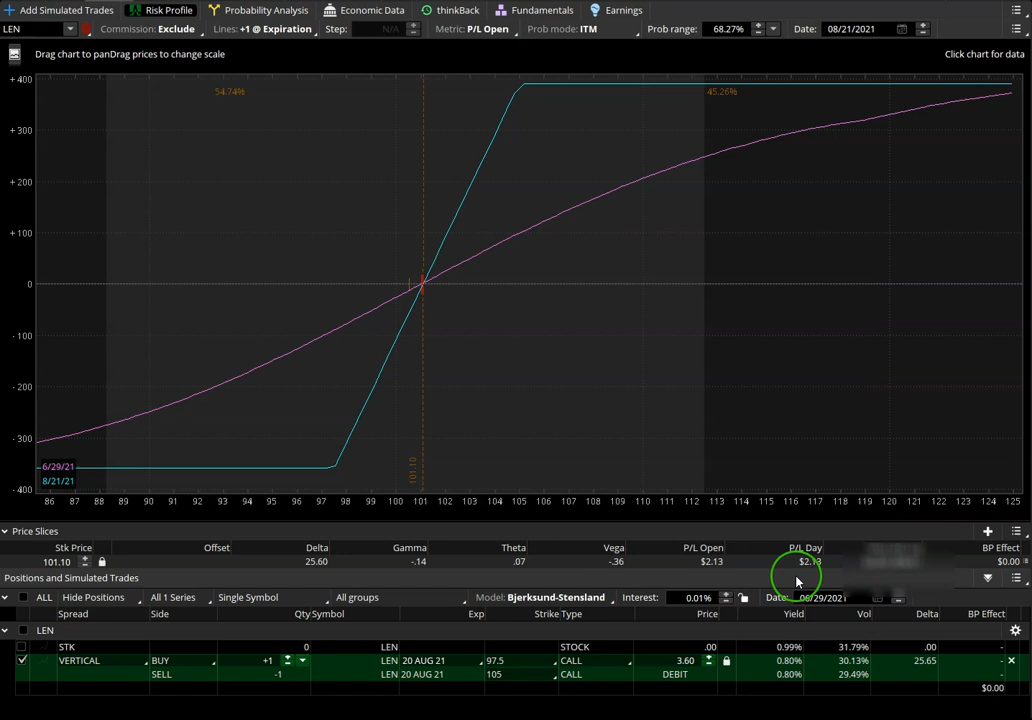 Add Simulated Trades Risk Profile Probability Analysis Economic Data thinkBack Fundamentals Earnings
LEN Commission: Exclude Lines: +1 @ Expiration Step: N/A Metric: P/L Open Prob mode: ITM Prob range: 68.27% Date: 08/21/2021
Drag chart to panDrag prices to change scale Click chart for data
+ 400
54.74% 45.26%
+ 300
+ 200
+ 100
0
- 100
- 200
- 300
101.10
6/29/21
8/21/21
- 400
86 87 88 89 90 91 92 93 94 95 96 97 98 99 100 101 102 103 104 105 106 107 108 109 110 111 112 113 114 115 116 117 118 119 120 121 122 123 124 125
Price Slices
Stk Price Offset Delta Gamma Theta Vega P/L Open P/L Day BP Effect
101.10 25.60 -.14 .07 -.36 $2.13 $2.13 $0.00
Positions and Simulated Trades
ALL Hide Positions All 1 Series Single Symbol All groups Model: Bjerksund-Stensland Interest: 0.01% Date: 06/29/2021
Spread Side Qty Symbol Exp Strike Type Price Yield Vol Delta BP Effect
LEN
STK 0 LEN STOCK .00 0.99% 31.79% .00 -
VERTICAL BUY +1 LEN 20 AUG 21 97.5 CALL 3.60 0.80% 30.13% 25.65 -
SELL -1 LEN 20 AUG 21 105 CALL DEBIT 0.80% 29.49% -
$0.00